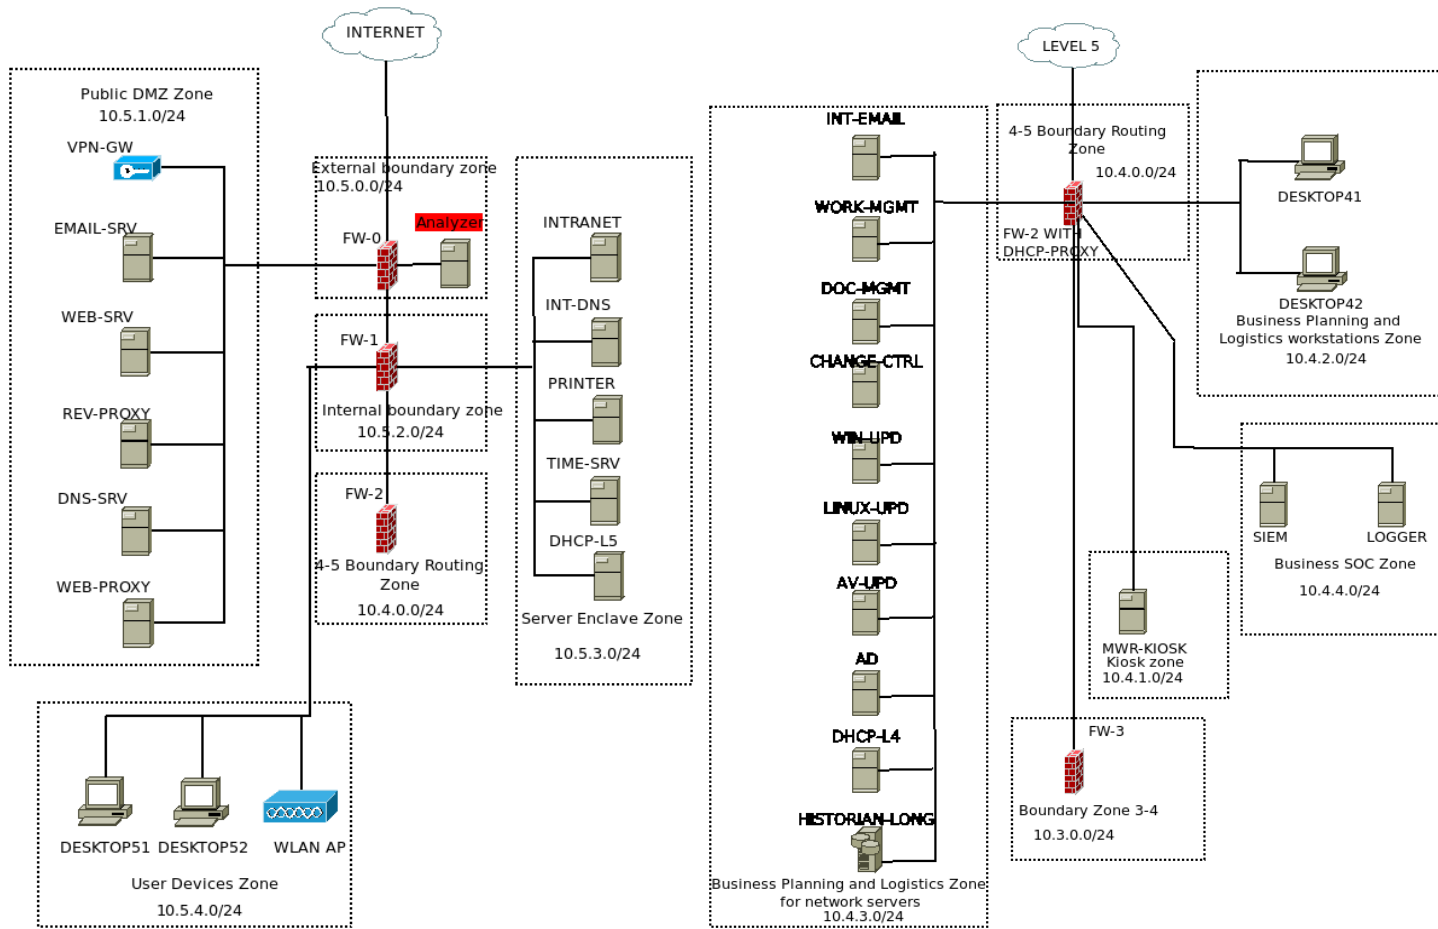 INTERNET
Public DMZ Zone
10.5.1.0/24
VPN-GW
EMAIL-SRV
WEB-SRV
REV-PROXY
DNS-SRV
WEB-PROXY
External boundary zone
10.5.0.0/24
Analyzer
FW-0
FW-1
Internal boundary zone
10.5.2.0/24
FW-2
4-5 Boundary Routing
Zone
10.4.0.0/24
INTRANET
INT-DNS
PRINTER
TIME-SRV
DHCP-L5
Server Enclave Zone
10.5.3.0/24
DESKTOP51
DESKTOP52
WLAN AP
User Devices Zone
10.5.4.0/24
LEVEL 5
INT-EMAIL
WORK-MGMT
DOC-MGMT
CHANGE-CTRL
WIN-UPD
LINUX-UPD
AV-UPD
AD
DHCP-L4
HISTORIAN-LONG
Business Planning and Logistics Zone
for network servers
10.4.3.0/24
4-5 Boundary Routing
Zone
10.4.0.0/24
FW-2 WITH
DHCP-PROXY
DESKTOP41
DESKTOP42
Business Planning and
Logistics workstations Zone
10.4.2.0/24
SIEM
LOGGER
Business SOC Zone
10.4.4.0/24
MWR-KIOSK
Kiosk zone
10.4.1.0/24
FW-3
Boundary Zone 3-4
10.3.0.0/24